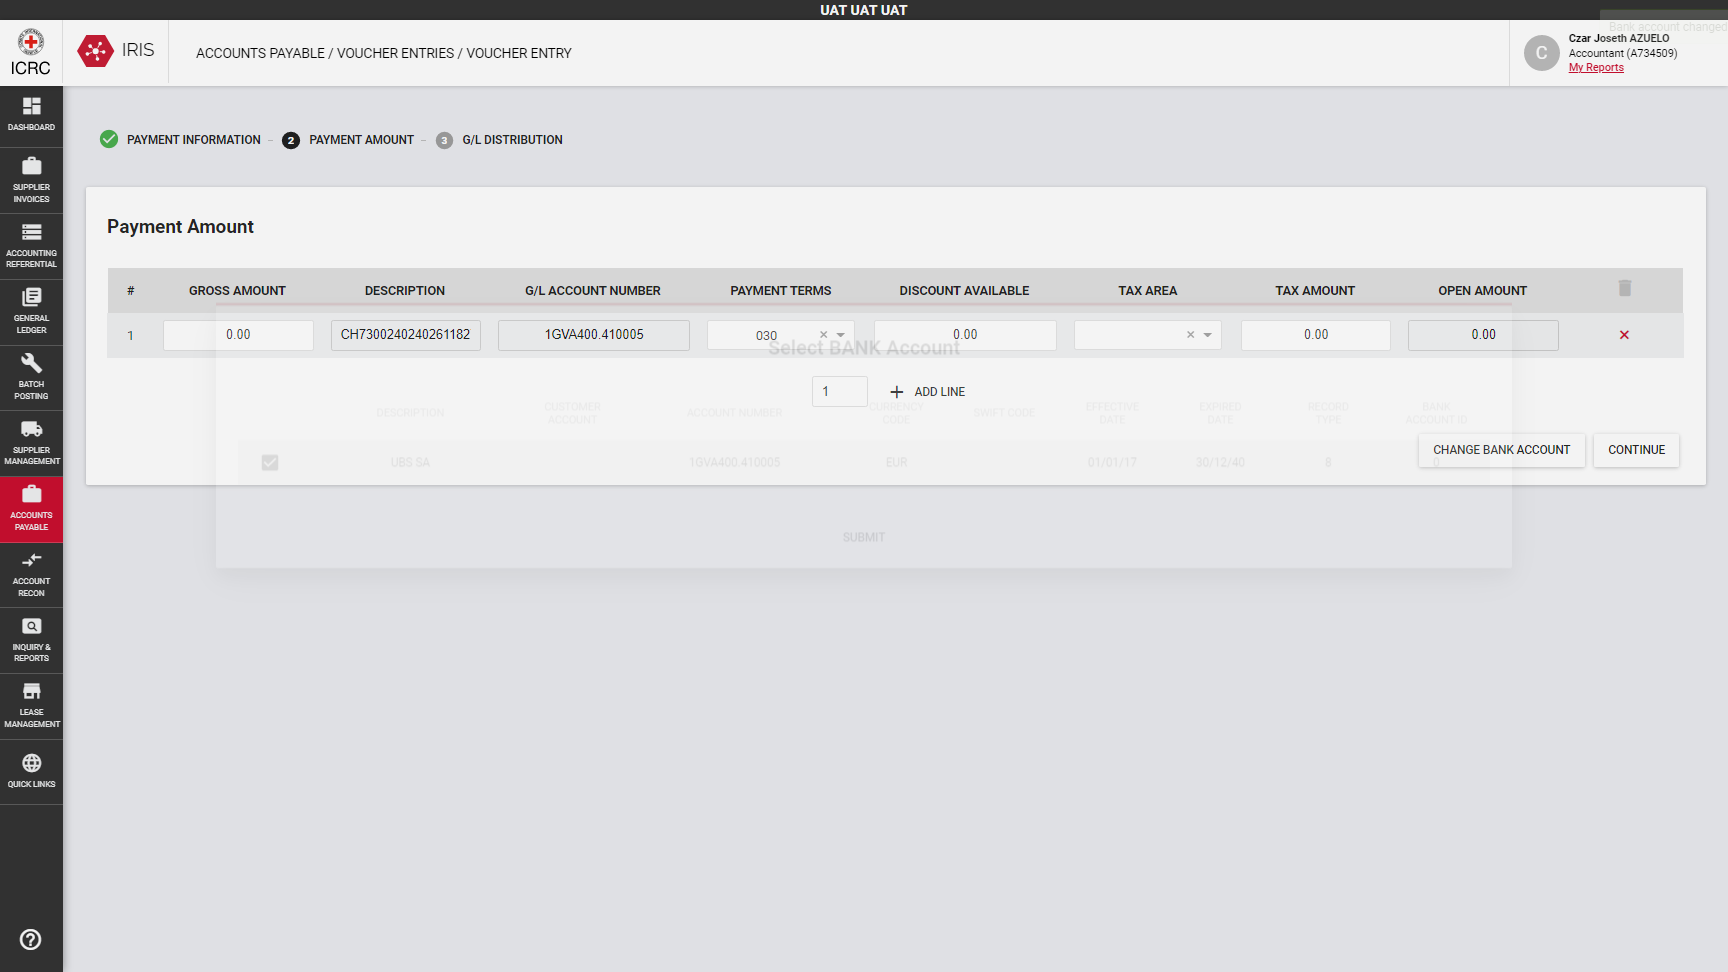 UAT UAT UAT
Bank account changed
ICRC
IRIS
ACCOUNTS PAYABLE / VOUCHER ENTRIES / VOUCHER ENTRY
C
Czar Joseth AZUELO
Accountant (A734509)
My Reports
DASHBOARD
SUPPLIER
INVOICES
ACCOUNTING
REFERENTIAL
GENERAL
LEDGER
BATCH
POSTING
SUPPLIER
MANAGEMENT
ACCOUNTS
PAYABLE
ACCOUNT
RECON
INQUIRY &
REPORTS
LEASE
MANAGEMENT
QUICK LINKS
PAYMENT INFORMATION – 2 PAYMENT AMOUNT – 3 G/L DISTRIBUTION
Payment Amount
# GROSS AMOUNT DESCRIPTION G/L ACCOUNT NUMBER PAYMENT TERMS DISCOUNT AVAILABLE TAX AREA TAX AMOUNT OPEN AMOUNT
1 0.00 CH7300240240261182 1GVA400.410005 030 × 0.00 × 0.00 0.00
Select BANK Account
1 ADD LINE
DESCRIPTION CUSTOMER ACCOUNT ACCOUNT NUMBER CURRENCY CODE SWIFT CODE EFFECTIVE DATE EXPIRED DATE RECORD TYPE BANK ACCOUNT ID
CHANGE BANK ACCOUNT CONTINUE
UBS SA 1GVA400.410005 EUR 01/01/17 30/12/40 8 0
SUBMIT